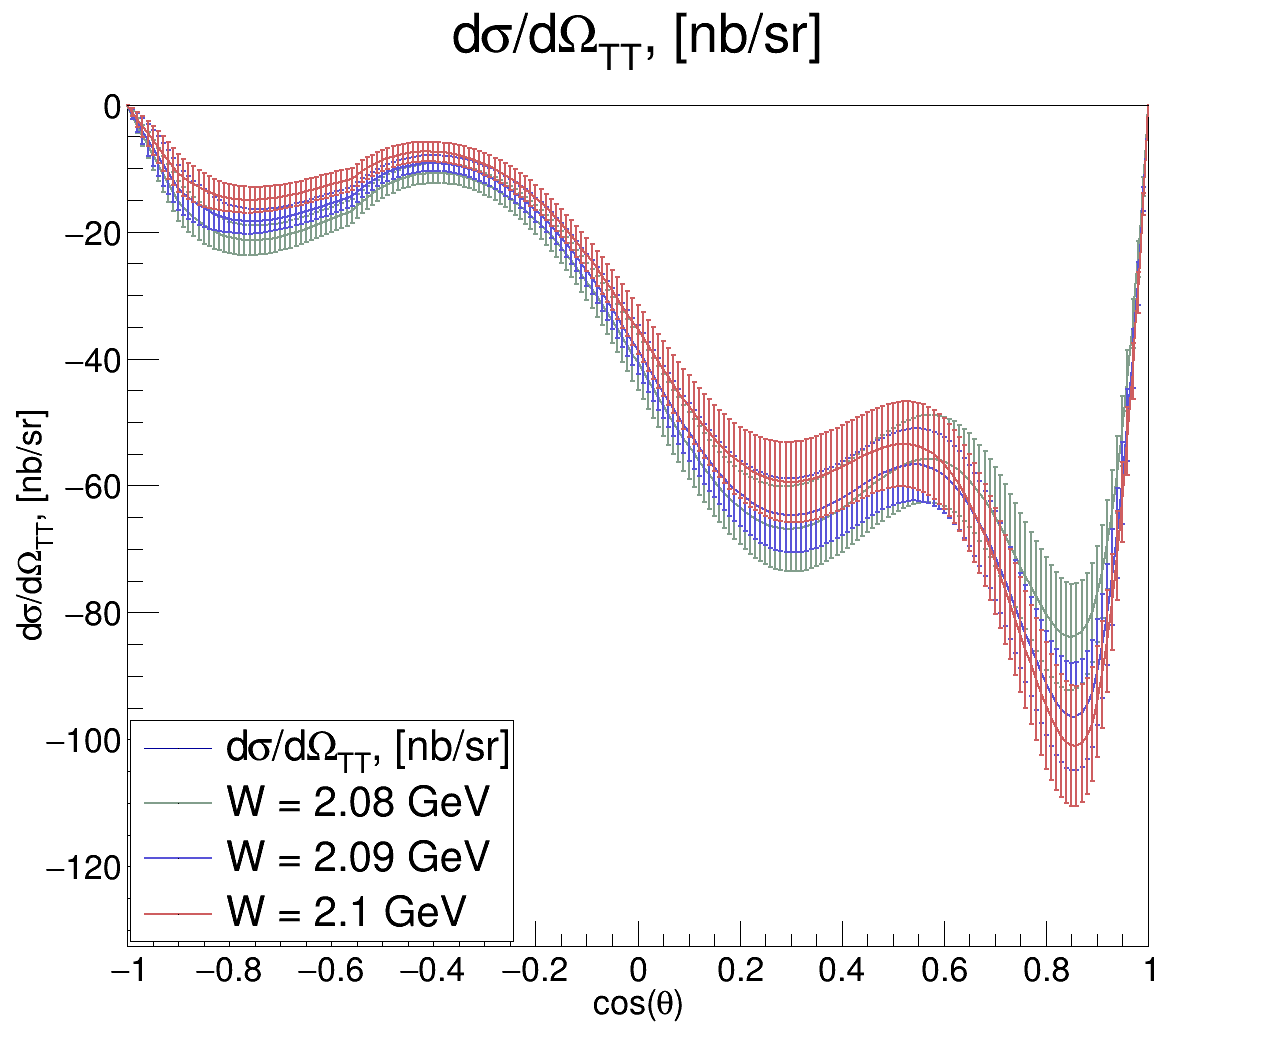 dσ/dΩTT, [nb/sr]
0
−20
−40
−60
−80
−100
−120
dσ/dΩTT, [nb/sr]
dσ/dΩTT, [nb/sr]
W = 2.08 GeV
W = 2.09 GeV
W = 2.1 GeV
−1 −0.8 −0.6 −0.4 −0.2 0 0.2 0.4 0.6 0.8 1
cos(θ)